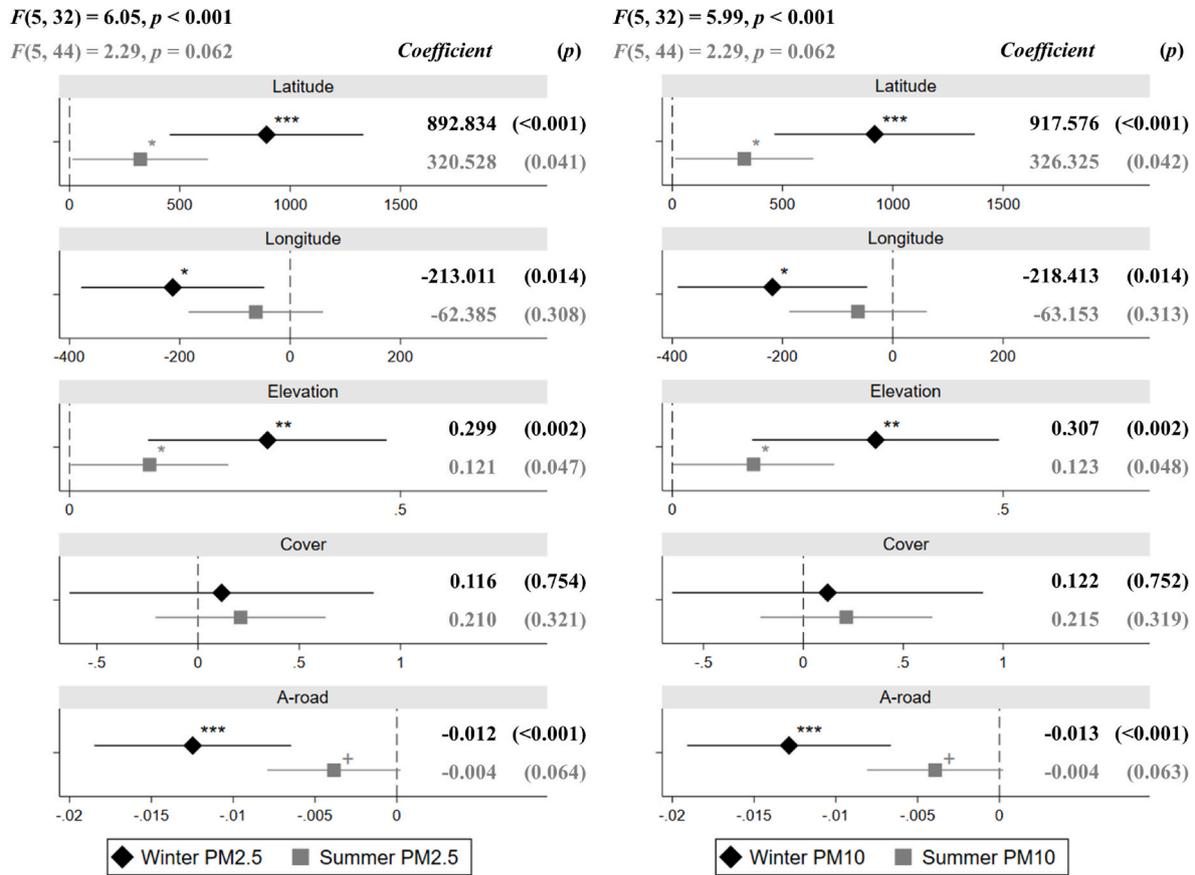 F(5, 32) = 6.05, p < 0.001
F(5, 44) = 2.29, p = 0.062 Coefficient (p)
Latitude
***
892.834 (<0.001)
*
320.528 (0.041)
0 500 1000 1500
Longitude
*
-213.011 (0.014)
-62.385 (0.308)
-400 -200 0 200
Elevation
**
0.299 (0.002)
*
0.121 (0.047)
0 .5
Cover
0.116 (0.754)
0.210 (0.321)
-.5 0 .5 1
A-road
***
-0.012 (<0.001)
+
-0.004 (0.064)
-.02 -.015 -.01 -.005 0
Winter PM2.5 Summer PM2.5
F(5, 32) = 5.99, p < 0.001
F(5, 44) = 2.29, p = 0.062 Coefficient (p)
Latitude
***
917.576 (<0.001)
*
326.325 (0.042)
0 500 1000 1500
Longitude
*
-218.413 (0.014)
-63.153 (0.313)
-400 -200 0 200
Elevation
**
0.307 (0.002)
*
0.123 (0.048)
0 .5
Cover
0.122 (0.752)
0.215 (0.319)
-.5 0 .5 1
A-road
***
-0.013 (<0.001)
+
-0.004 (0.063)
-.02 -.015 -.01 -.005 0
Winter PM10 Summer PM10